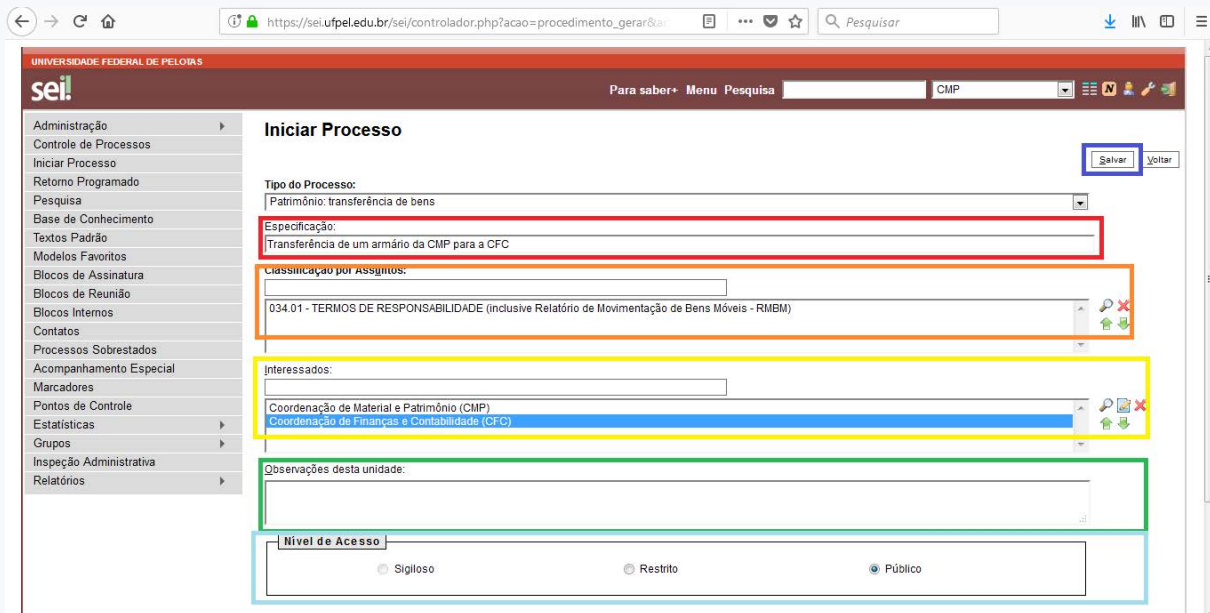 https://sei.ufpel.edu.br/sei/controlador.php?acao=procedimento_gerar&a
Pesquisar
UNIVERSIDADE FEDERAL DE PELOTAS
sei!
Para saber+ Menu Pesquisa
CMP
N
Administração
Controle de Processos
Iniciar Processo
Retorno Programado
Pesquisa
Base de Conhecimento
Textos Padrão
Modelos Favoritos
Blocos de Assinatura
Blocos de Reunião
Blocos Internos
Contatos
Processos Sobrestados
Acompanhamento Especial
Marcadores
Pontos de Controle
Estatísticas
Grupos
Inspeção Administrativa
Relatórios
Iniciar Processo
Salvar Voltar
Tipo do Processo:
Patrimônio: transferência de bens
Especificação:
Transferência de um armário da CMP para a CFC
Classificação por Assuntos:
034.01 - TERMOS DE RESPONSABILIDADE (inclusive Relatório de Movimentação de Bens Móveis - RMBM)
Interessados:
Coordenação de Material e Patrimônio (CMP)
Coordenação de Finanças e Contabilidade (CFC)
Observações desta unidade:
Nível de Acesso
Sigiloso Restrito Público